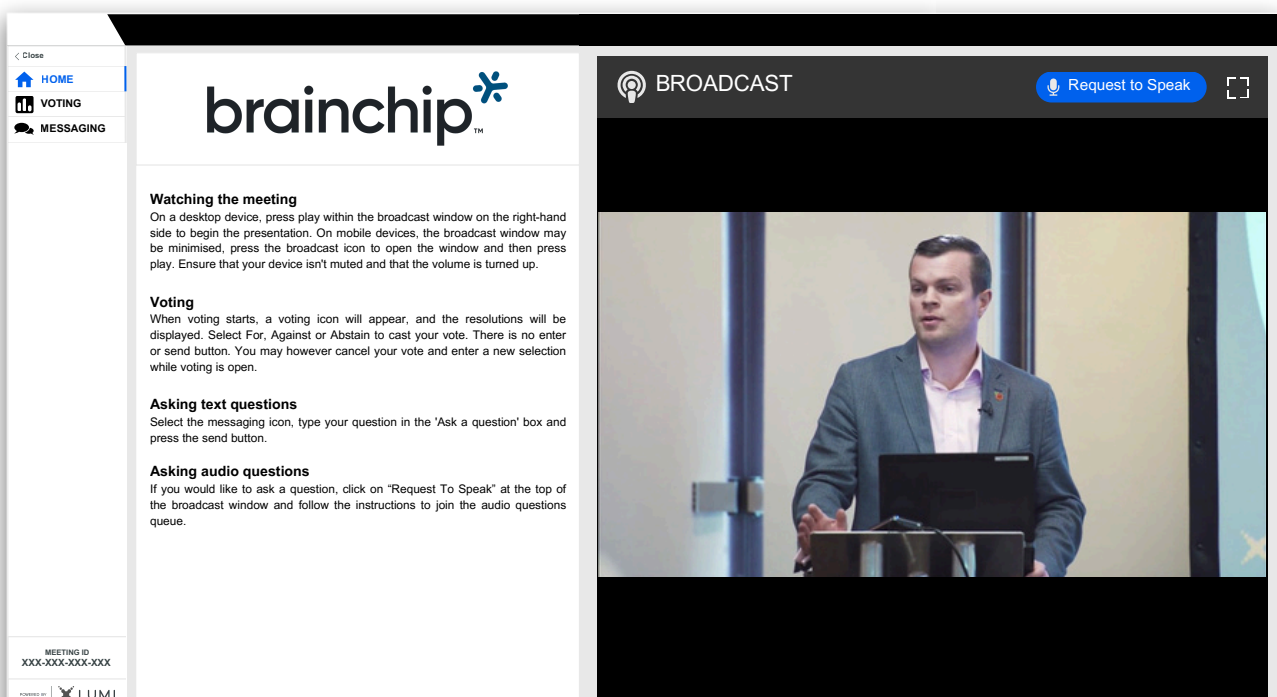 Close
HOME
VOTING
MESSAGING
brainchip™
Watching the meeting
On a desktop device, press play within the broadcast window on the right-hand
side to begin the presentation. On mobile devices, the broadcast window may
be minimised, press the broadcast icon to open the window and then press
play. Ensure that your device isn't muted and that the volume is turned up.
Voting
When voting starts, a voting icon will appear, and the resolutions will be
displayed. Select For, Against or Abstain to cast your vote. There is no enter
or send button. You may however cancel your vote and enter a new selection
while voting is open.
Asking text questions
Select the messaging icon, type your question in the 'Ask a question' box and
press the send button.
Asking audio questions
If you would like to ask a question, click on “Request To Speak” at the top of
the broadcast window and follow the instructions to join the audio questions
queue.
BROADCAST
Request to Speak
MEETING ID
XXX-XXX-XXX-XXX
POWERED BY LUMI